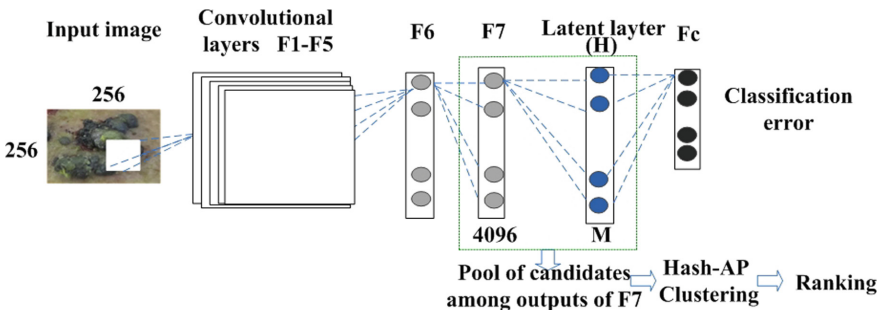 Input image
Convolutional
layers F1-F5
F6
F7
Latent layter
(H)
Fc
256
256
Classification
error
4096
M
Pool of candidates
among outputs of F7
Hash-AP
Clustering
Ranking